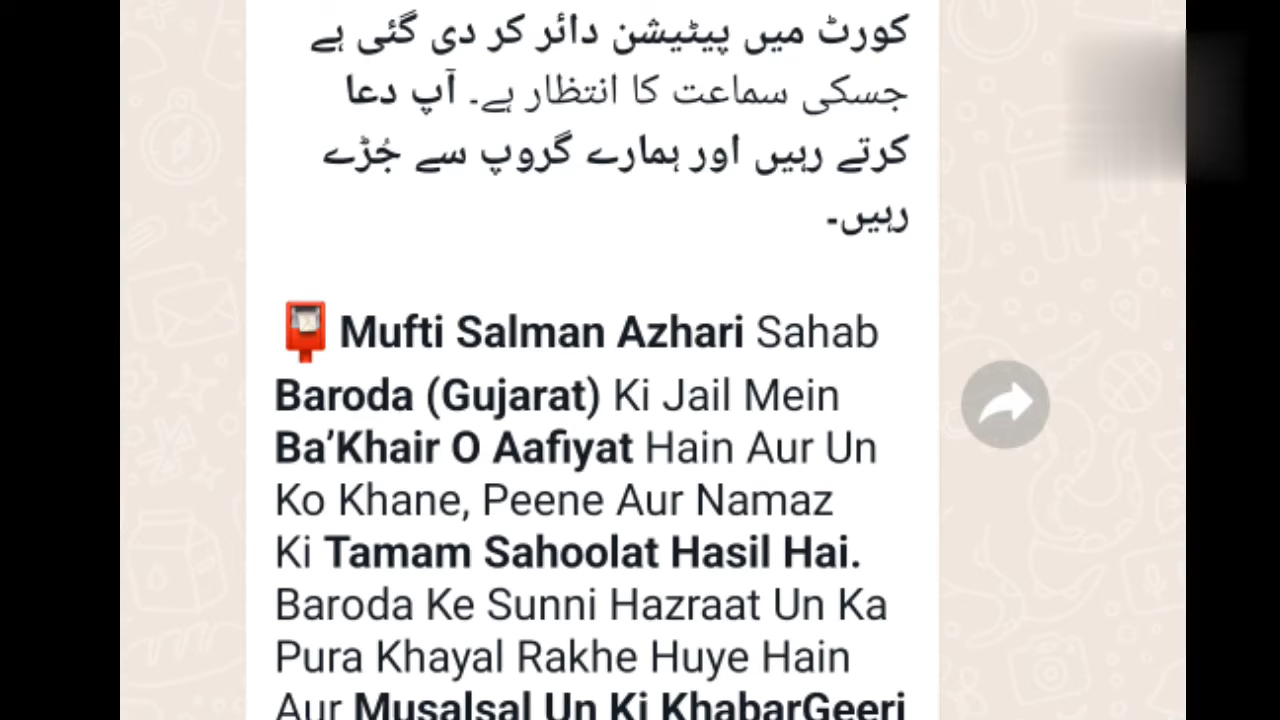 کورٹ میں پیٹیشن دائر کر دی گئی ہے
جسکی سماعت کا انتظار ہے۔ آپ دعا
کرتے رہیں اور ہمارے گروپ سے جُڑے
رہیں۔
Mufti Salman Azhari Sahab
Baroda (Gujarat) Ki Jail Mein
Ba’Khair O Aafiyat Hain Aur Un
Ko Khane, Peene Aur Namaz
Ki Tamam Sahoolat Hasil Hai.
Baroda Ke Sunni Hazraat Un Ka
Pura Khayal Rakhe Huye Hain
Aur Musalsal Un Ki KhabarGeeri